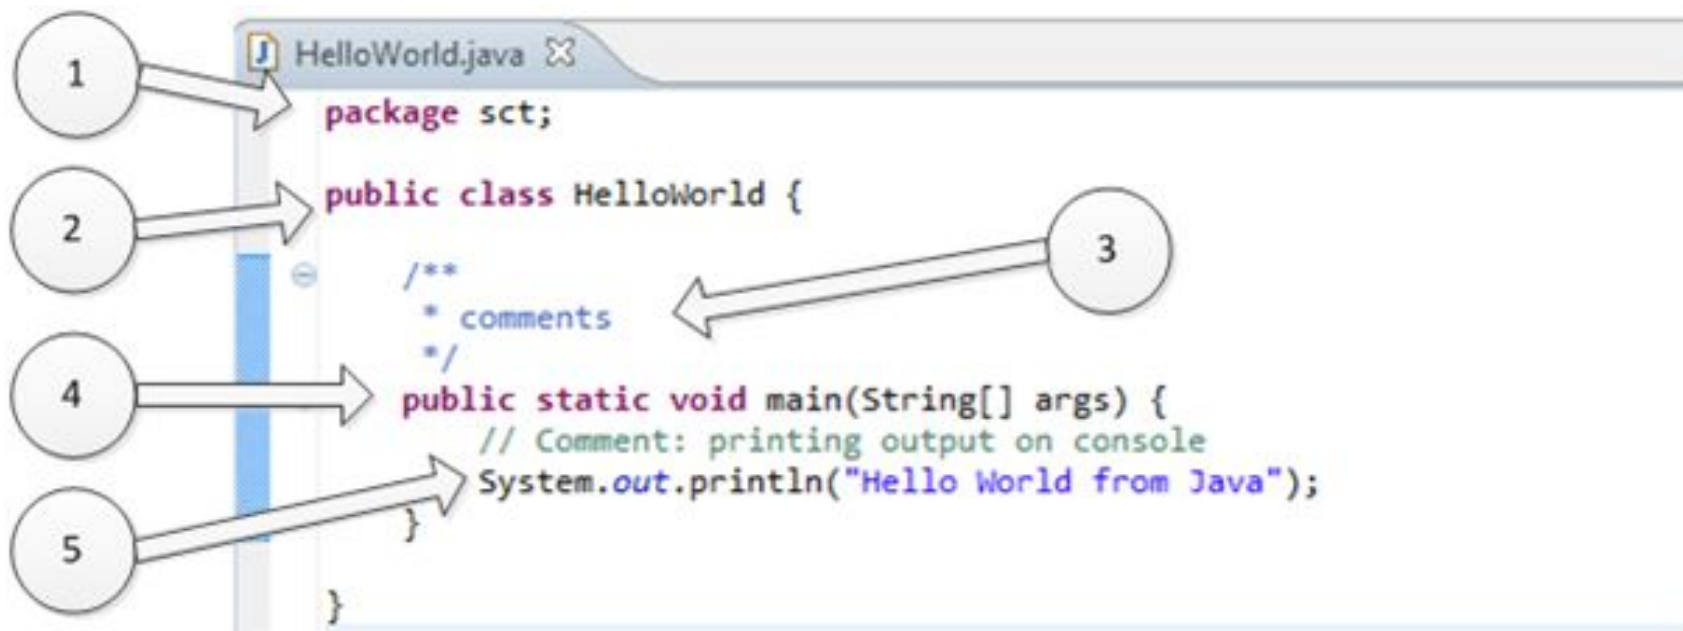 1
HelloWorld.java
package sct;
2
public class HelloWorld {
3
/**
* comments
*/
4
public static void main(String[] args) {
// Comment: printing output on console
5
System.out.println("Hello World from Java");
}
}